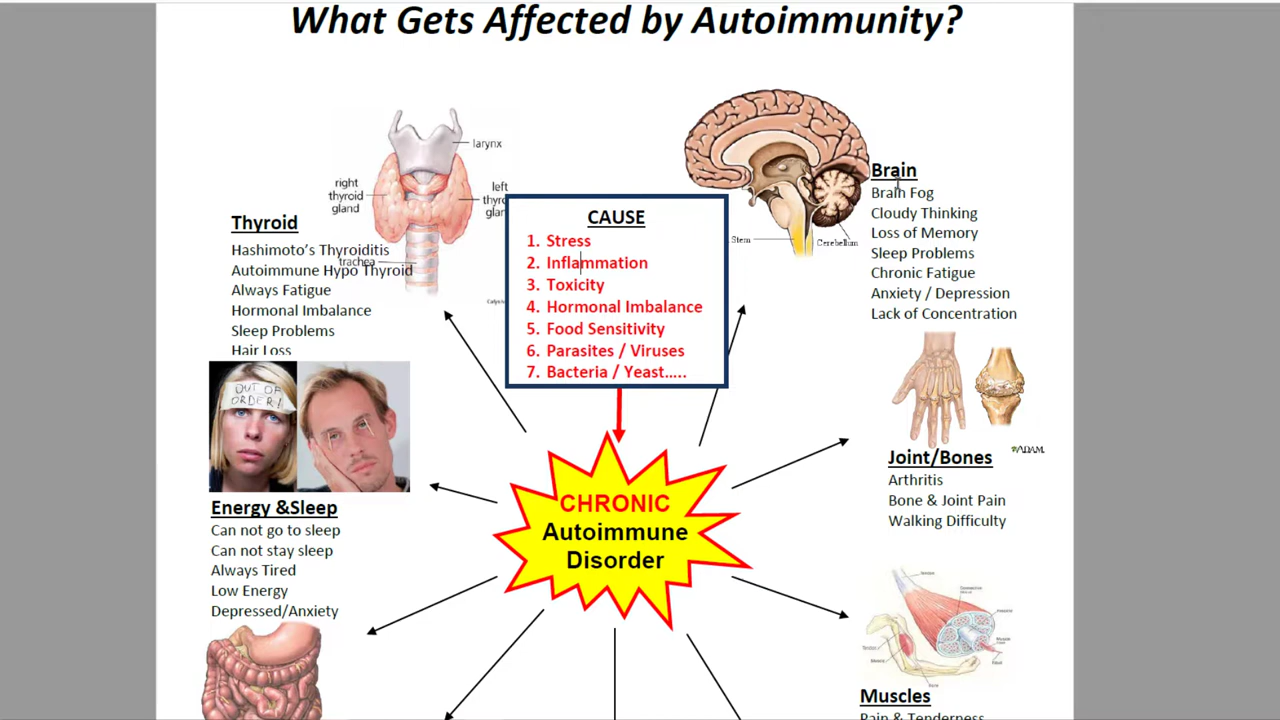 What Gets Affected by Autoimmunity?
larynx
right
thyroid
gland
left
trachea
Thyroid
Hashimoto's Thyroiditis
Autoimmune Hypo Thyroid
Always Fatigue
Hormonal Imbalance
Sleep Problems
Hair Loss
CAUSE
1. Stress
2. Inflammation
3. Toxicity
4. Hormonal Imbalance
5. Food Sensitivity
6. Parasites / Viruses
7. Bacteria / Yeast.....
Stem
Cerebellum
Brain
Brain Fog
Cloudy Thinking
Loss of Memory
Sleep Problems
Chronic Fatigue
Anxiety / Depression
Lack of Concentration
OUT OF
ORDER!
Energy &Sleep
Can not go to sleep
Can not stay sleep
Always Tired
Low Energy
Depressed/Anxiety
CHRONIC
Autoimmune
Disorder
ADAM.
Joint/Bones
Arthritis
Bone & Joint Pain
Walking Difficulty
Muscles
Pain & Tenderness